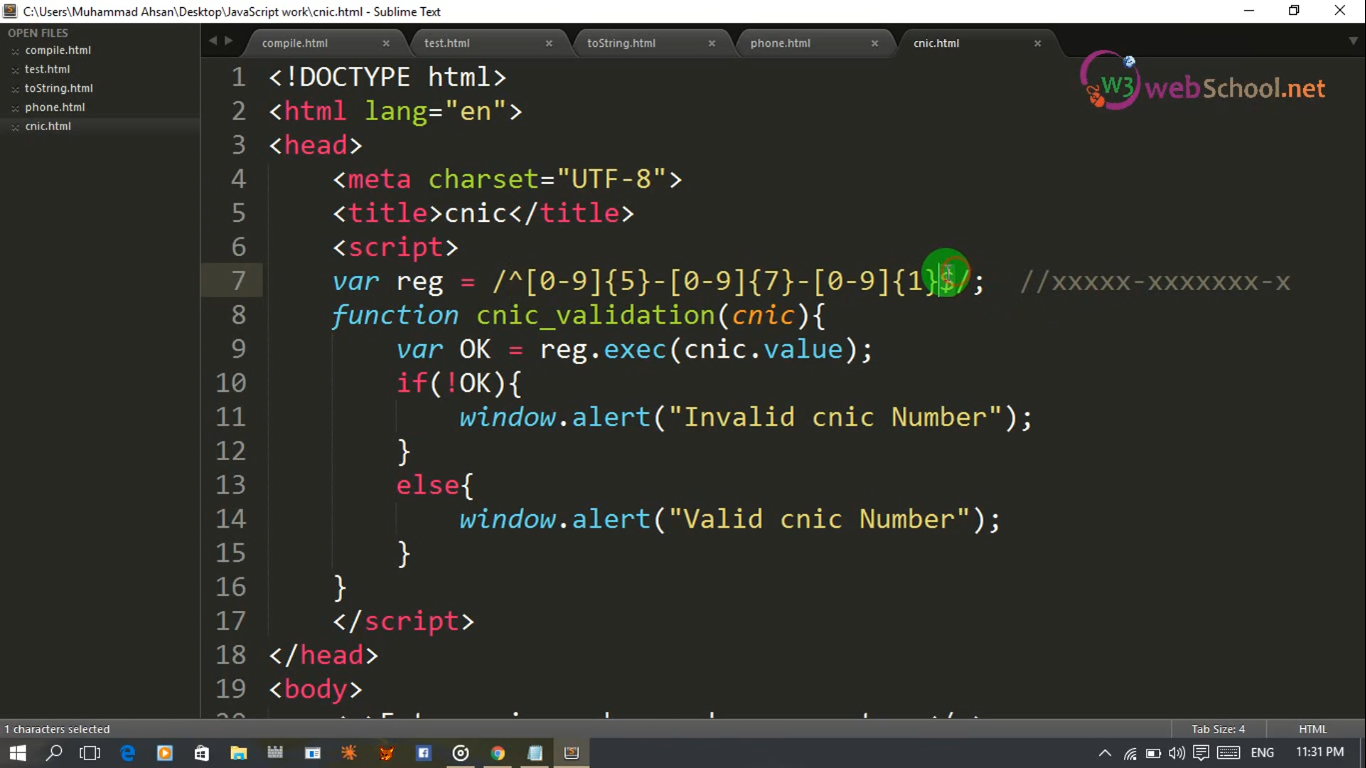 C:\Users\Muhammad Ahsan\Desktop\JavaScript work\cnic.html - Sublime Text
OPEN FILES
compile.html
test.html
toString.html
phone.html
cnic.html
compile.html
test.html
toString.html
phone.html
cnic.html
W3 webSchool.net
1 <!DOCTYPE html>
2 <html lang="en">
3 <head>
4 <meta charset="UTF-8">
5 <title>cnic</title>
6 <script>
7 var reg = /^[0-9]{5}-[0-9]{7}-[0-9]{1}$/; //xxxxx-xxxxxxx-x
8 function cnic_validation(cnic){
9 var OK = reg.exec(cnic.value);
10 if(!OK){
11 window.alert("Invalid cnic Number");
12 }
13 else{
14 window.alert("Valid cnic Number");
15 }
16 }
17 </script>
18 </head>
19 <body>
1 characters selected
Tab Size: 4
HTML
ENG
11:31 PM